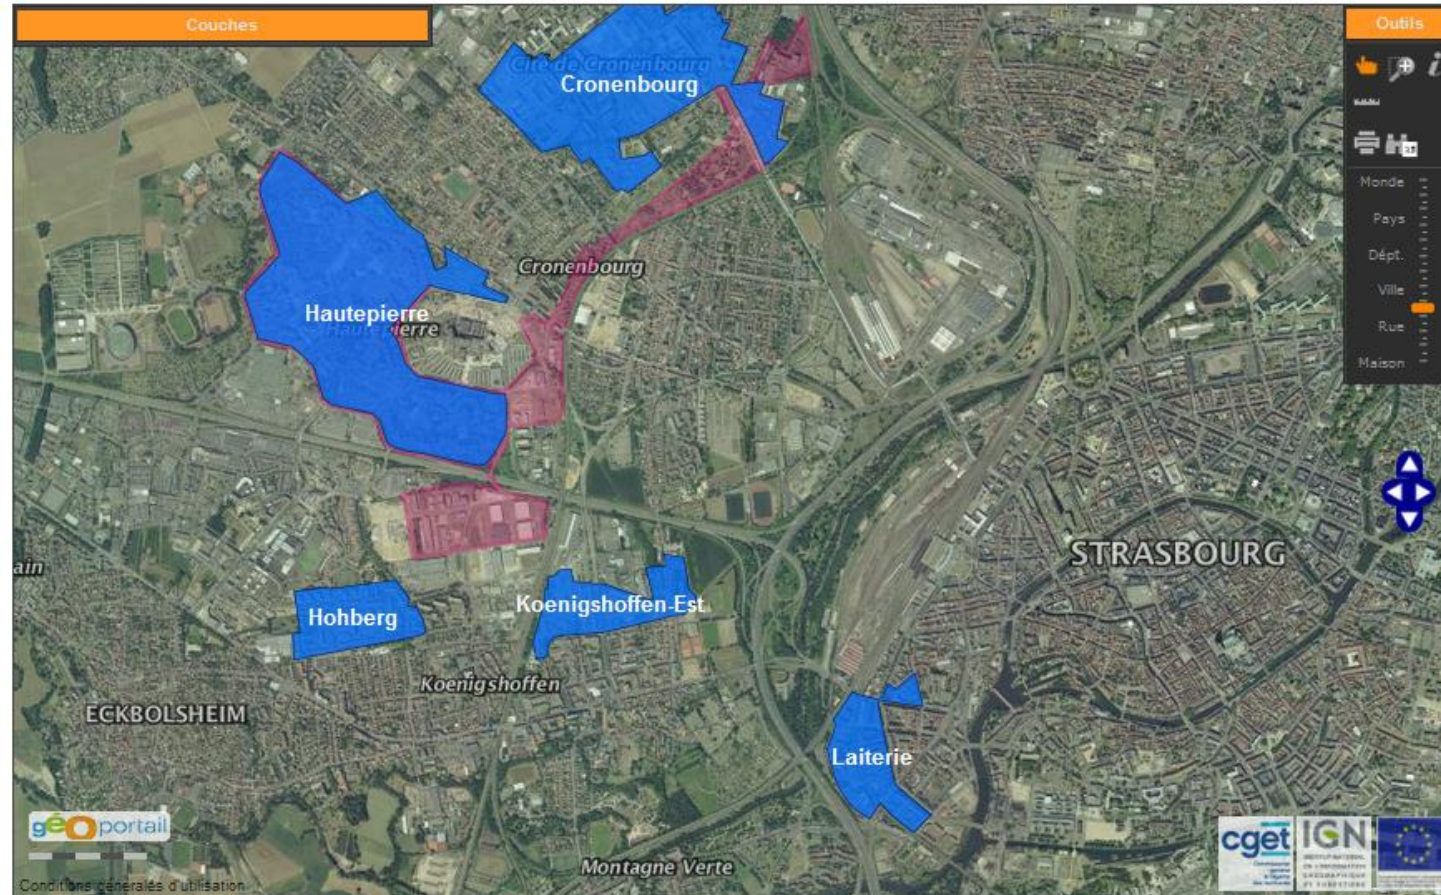 Couches
Outils
Cité de Cronenbourg
Cronenbourg
Monde
Pays
Dépt.
Ville
Rue
Maison
Cronenbourg
Hautepierre
Hautepierre
STRASBOURG
ain
Hohberg
Koenigshoffen-Est
Koenigshoffen
ECKBOLSHEIM
Laiterie
géoportail
cget
IGN
Montagne Verte
Conditions générales d'utilisation